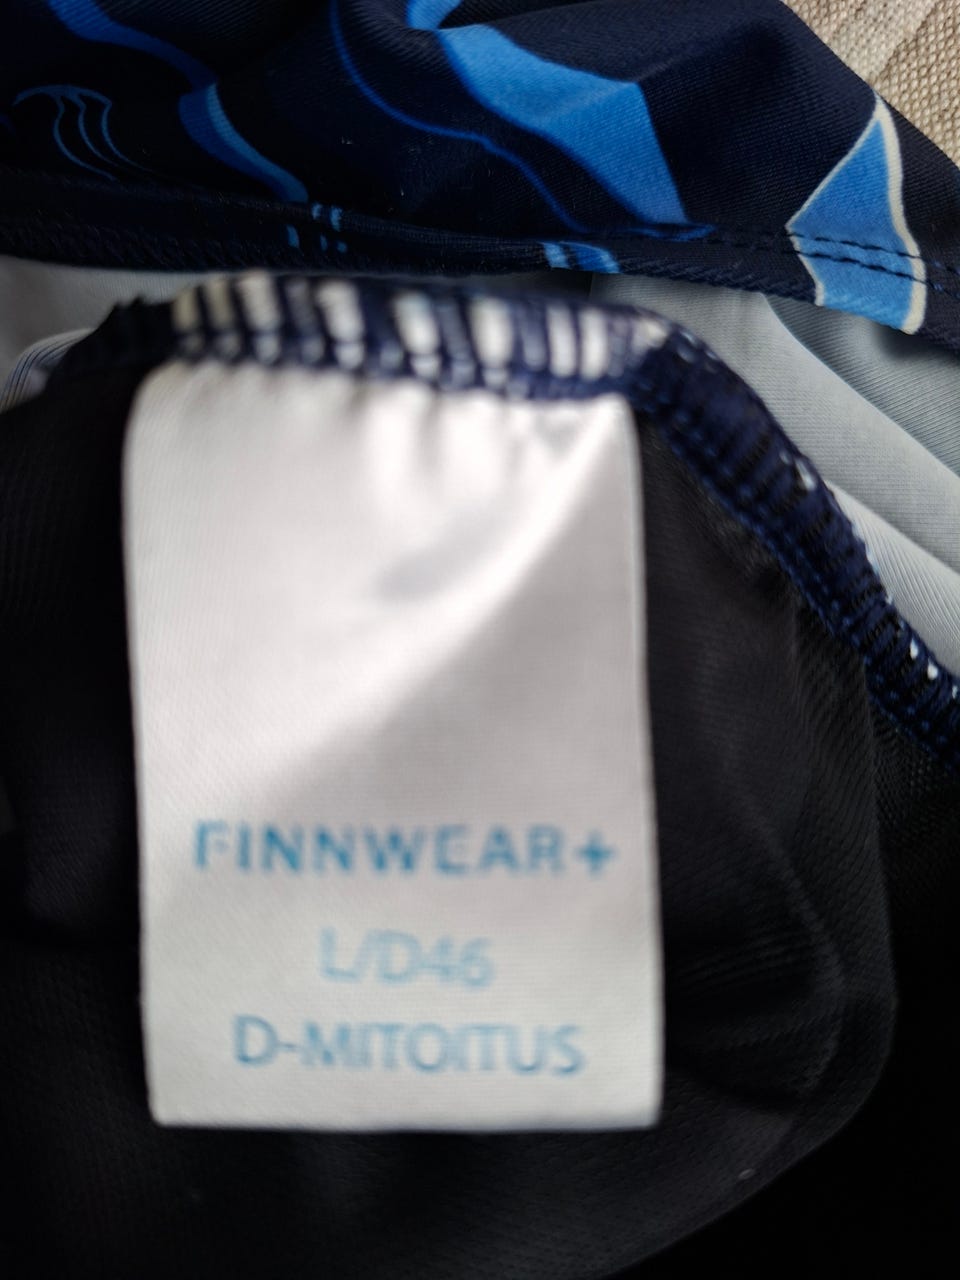 FINNWEAR+
L/D46
D-MITOITUS